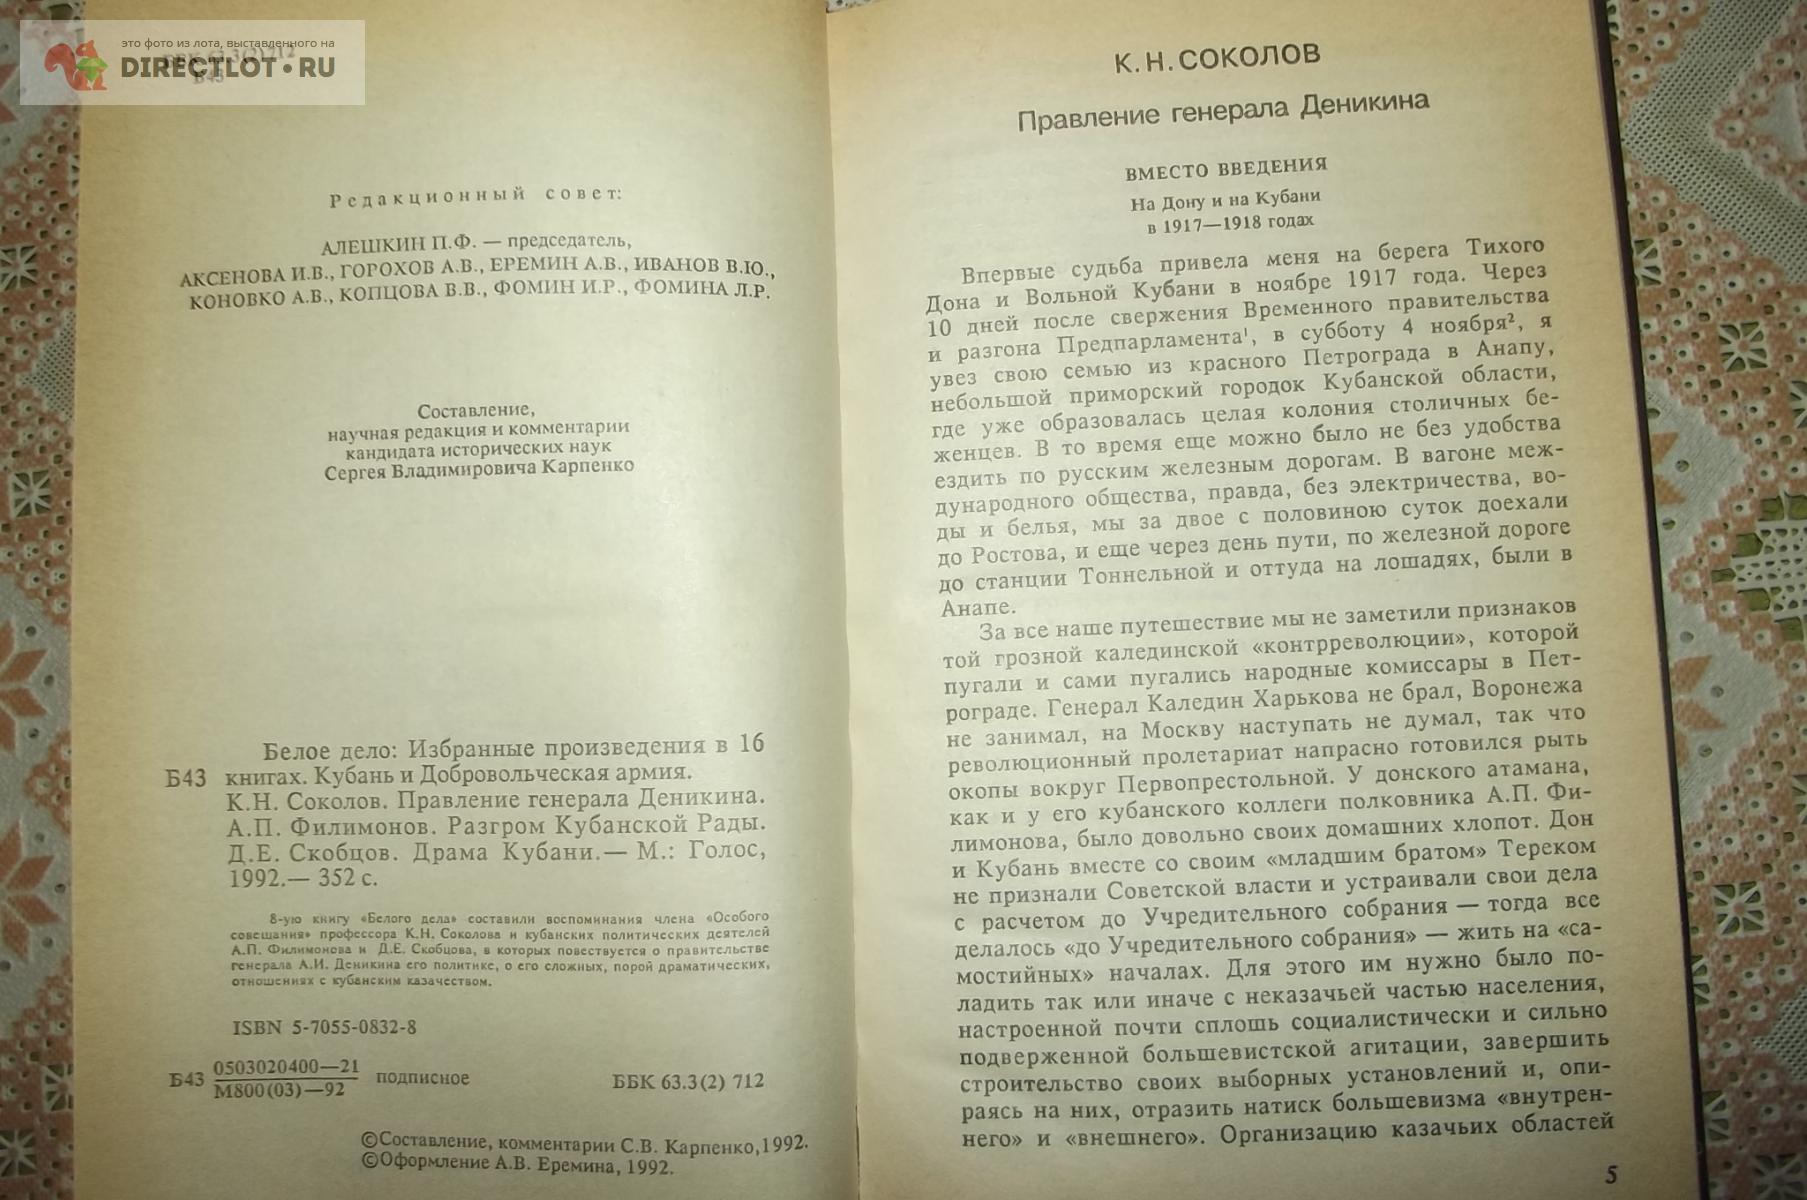 это фото из лота, выставленного на
DIRECTLOT.RU
ББК 63.3(2)712
Б43
Редакционный совет:
АЛЕШКИН П.Ф. — председатель,
АКСЕНОВА И.В., ГОРОХОВ А.В., ЕРЕМИН А.В., ИВАНОВ В.Ю.,
КОНОВКО А.В., КОПЦОВА В.В., ФОМИН И.Р., ФОМИНА Л.Р.
Составление,
научная редакция и комментарии
кандидата исторических наук
Сергея Владимировича Карпенко
Белое дело: Избранные произведения в 16
Б43 книгах. Кубань и Добровольческая армия.
К.Н. Соколов. Правление генерала Деникина.
А.П. Филимонов. Разгром Кубанской Рады.
Д.Е. Скобцов. Драма Кубани.— М.: Голос,
1992.— 352 с.
8-ую книгу «Белого дела» составили воспоминания члена «Особого
совещания» профессора К.Н. Соколова и кубанских политических деятелей
А.П. Филимонова и Д.Е. Скобцова, в которых повествуется о правительстве
генерала А.И. Деникина его политике, о его сложных, порой драматических,
отношениях с кубанским казачеством.
ISBN 5-7055-0832-8
Б43 0503020400—21
М800(03)—92 подписное
ББК 63.3(2) 712
©Составление, комментарии С.В. Карпенко,1992.
©Оформление А.В. Еремина, 1992.
К. Н. СОКОЛОВ
Правление генерала Деникина
ВМЕСТО ВВЕДЕНИЯ
На Дону и на Кубани
в 1917—1918 годах
Впервые судьба привела меня на берега Тихого
Дона и Вольной Кубани в ноябре 1917 года. Через
10 дней после свержения Временного правительства
и разгона Предпарламента¹, в субботу 4 ноября², я
увез свою семью из красного Петрограда в Анапу,
небольшой приморский городок Кубанской области,
где уже образовалась целая колония столичных бе-
женцев. В то время еще можно было не без удобства
ездить по русским железным дорогам. В вагоне меж-
дународного общества, правда, без электричества, во-
ды и белья, мы за двое с половиною суток доехали
до Ростова, и еще через день пути, по железной дороге
до станции Тоннельной и оттуда на лошадях, были в
Анапе.
За все наше путешествие мы не заметили признаков
той грозной калединской «контрреволюции», которой
пугали и сами пугались народные комиссары в Пет-
рограде. Генерал Каледин Харькова не брал, Воронежа
не занимал, на Москву наступать не думал, так что
революционный пролетариат напрасно готовился рыть
окопы вокруг Первопрестольной. У донского атамана,
как и у его кубанского коллеги полковника А.П. Фи-
лимонова, было довольно своих домашних хлопот. Дон
и Кубань вместе со своим «младшим братом» Тереком
не признали Советской власти и устраивали свои дела
с расчетом до Учредительного собрания — тогда все
делалось «до Учредительного собрания» — жить на «са-
мостийных» началах. Для этого им нужно было по-
ладить так или иначе с неказачьей частью населения,
настроенной почти сплошь социалистически и сильно
подверженной большевистской агитации, завершить
строительство своих выборных установлений и, опи-
раясь на них, отразить натиск большевизма «внутрен-
него» и «внешнего». Организацию казачьих областей
5